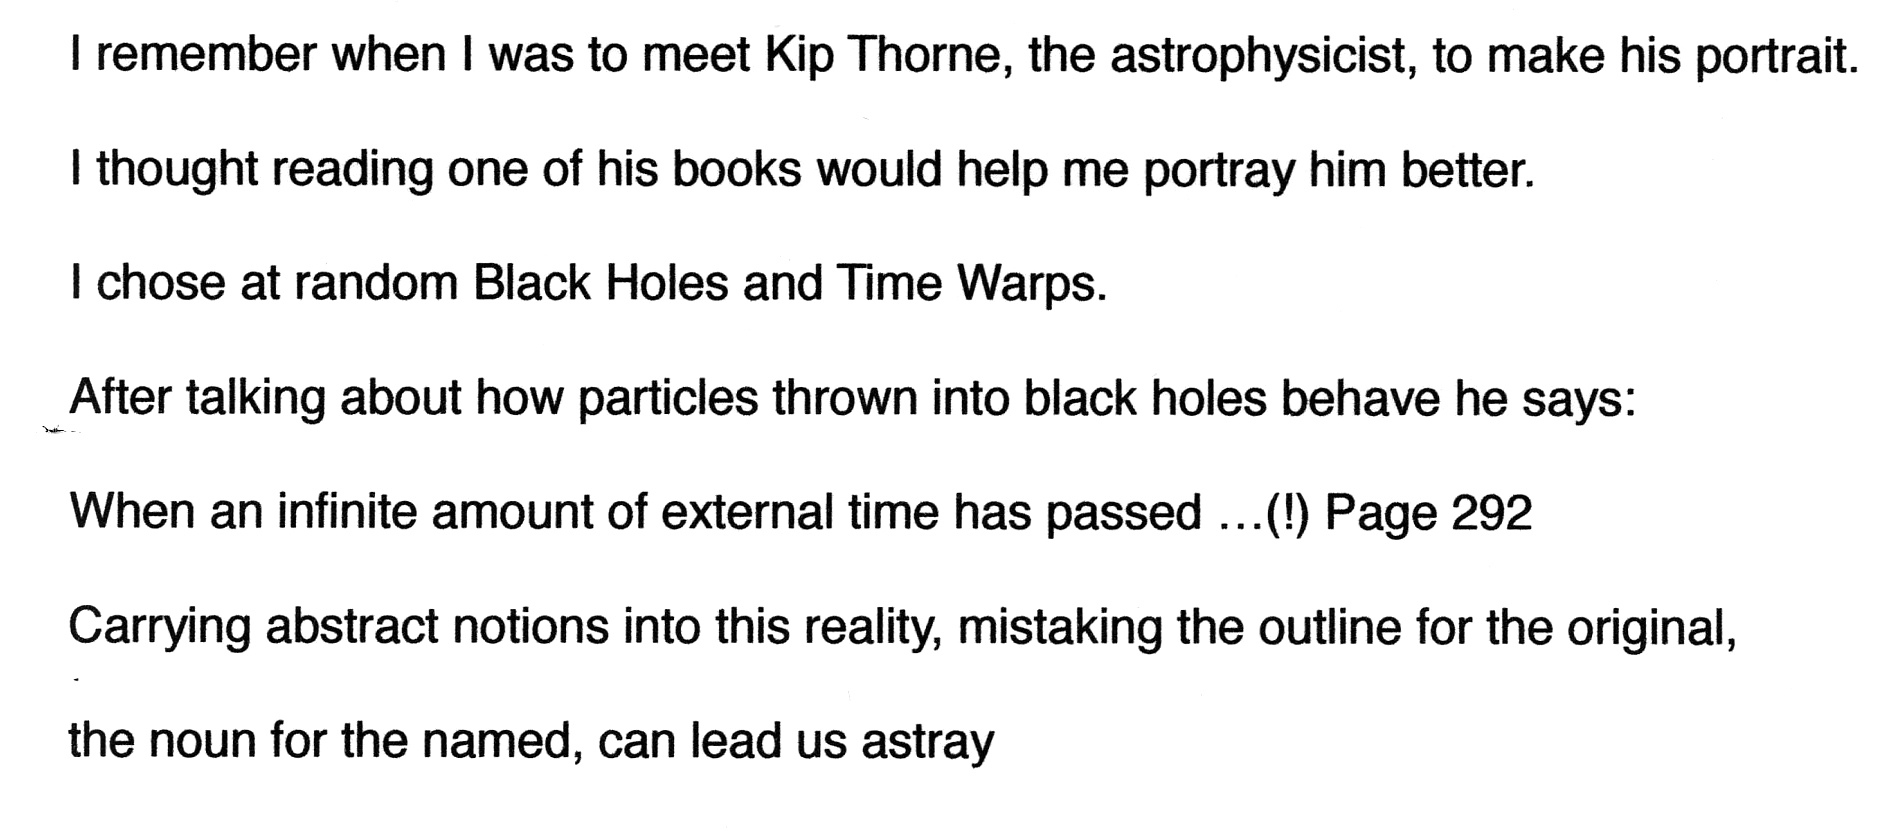 I remember when I was to meet Kip Thorne, the astrophysicist, to make his portrait.
I thought reading one of his books would help me portray him better.
I chose at random Black Holes and Time Warps.
After talking about how particles thrown into black holes behave he says:
When an infinite amount of external time has passed …(!) Page 292
Carrying abstract notions into this reality, mistaking the outline for the original,
the noun for the named, can lead us astray